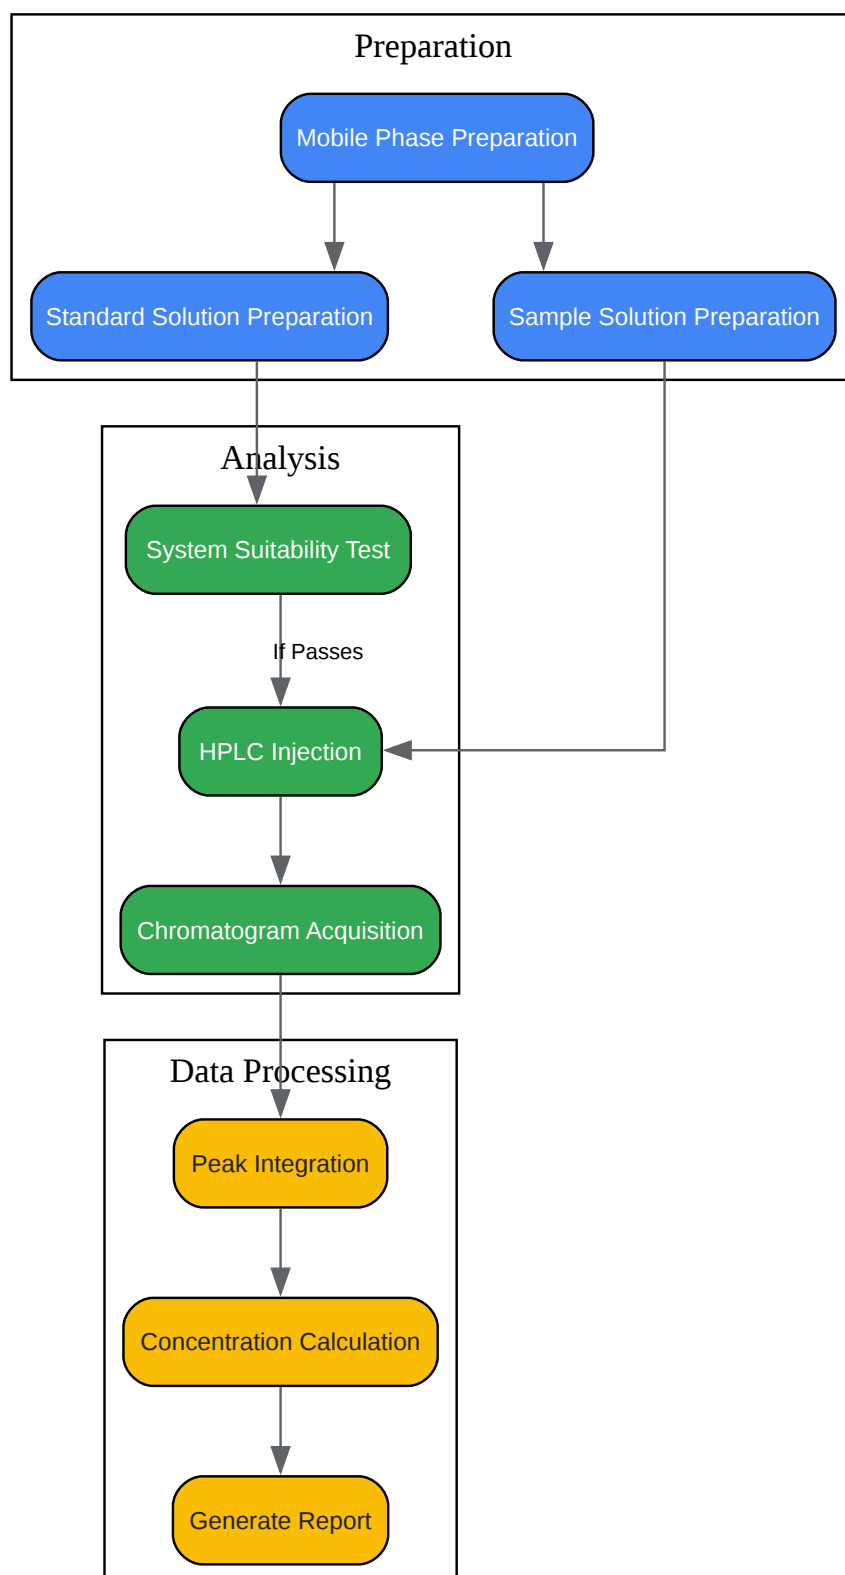 Preparation
Mobile Phase Preparation
Standard Solution Preparation
Sample Solution Preparation
Analysis
System Suitability Test
If Passes
HPLC Injection
Chromatogram Acquisition
Data Processing
Peak Integration
Concentration Calculation
Generate Report